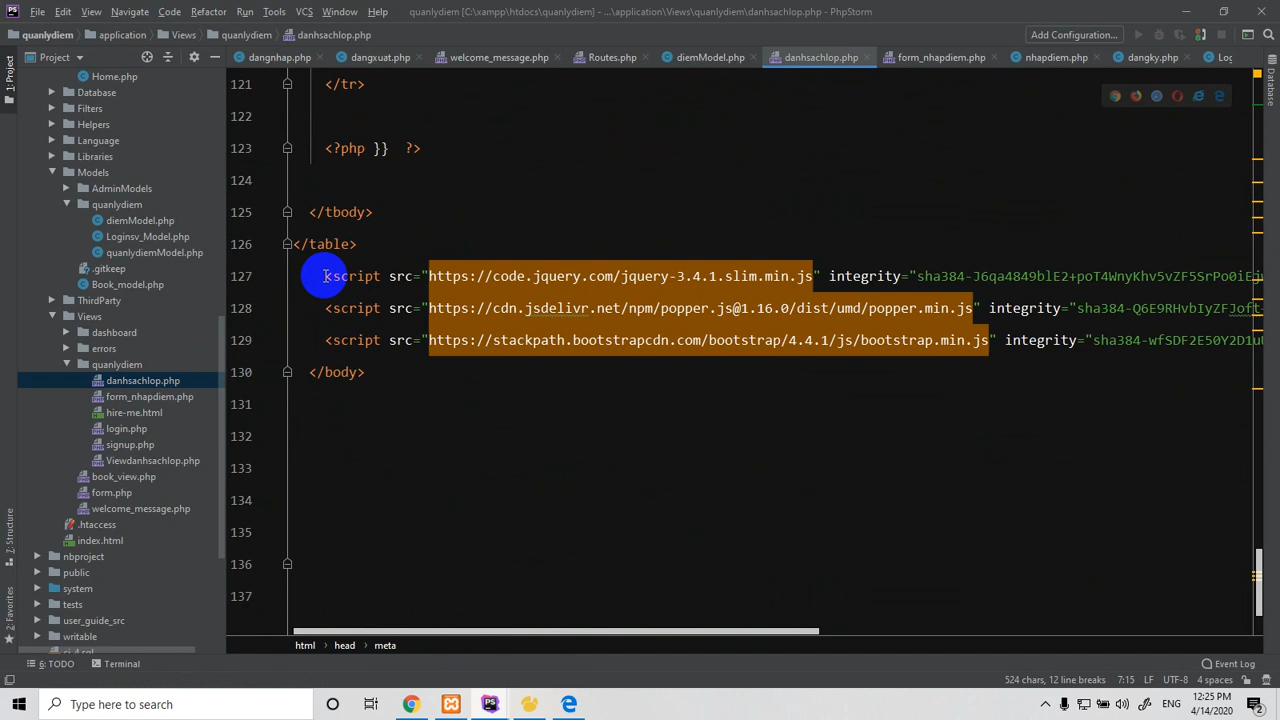 File Edit View Navigate Code Refactor Run Tools VCS Window Help quanlydiem [C:\xampp\htdocs\quanlydiem] - ...\application\Views\quanlydiem\danhsachlop.php - PhpStorm
quanlydiem application Views quanlydiem danhsachlop.php Add Configuration...
Project dangnhap.php dangxuat.php welcome_message.php Routes.php diemModel.php danhsachlop.php form_nhapdiem.php nhapdiem.php dangky.php
1: Project
Database
Home.php
Database
Filters
Helpers
Language
Libraries
Models
AdminModels
quanlydiem
diemModel.php
Loginsv_Model.php
quanlydiemModel.php
.gitkeep
Book_model.php
ThirdParty
Views
dashboard
errors
quanlydiem
danhsachlop.php
form_nhapdiem.php
hire-me.html
login.php
signup.php
Viewdanhsachlop.php
book_view.php
form.php
welcome_message.php
.htaccess
index.html
nbproject
public
system
tests
user_guide_src
writable
7: Structure
2: Favorites
121 </tr>
122
123 <?php }} ?>
124
125 </tbody>
126 </table>
127 <script src="https://code.jquery.com/jquery-3.4.1.slim.min.js" integrity="sha384-J6qa4849blE2+poT4WnyKhv5vZF5SrPo0iEj
128 <script src="https://cdn.jsdelivr.net/npm/popper.js@1.16.0/dist/umd/popper.min.js" integrity="sha384-Q6E9RHvbIyZFJoft
129 <script src="https://stackpath.bootstrapcdn.com/bootstrap/4.4.1/js/bootstrap.min.js" integrity="sha384-wfSDF2E50Y2D1u
130 </body>
131
132
133
134
135
136
137
html head meta
6: TODO Terminal Event Log
524 chars, 12 line breaks 7:15 LF UTF-8 4 spaces
Type here to search
ENG
12:25 PM
4/14/2020
2